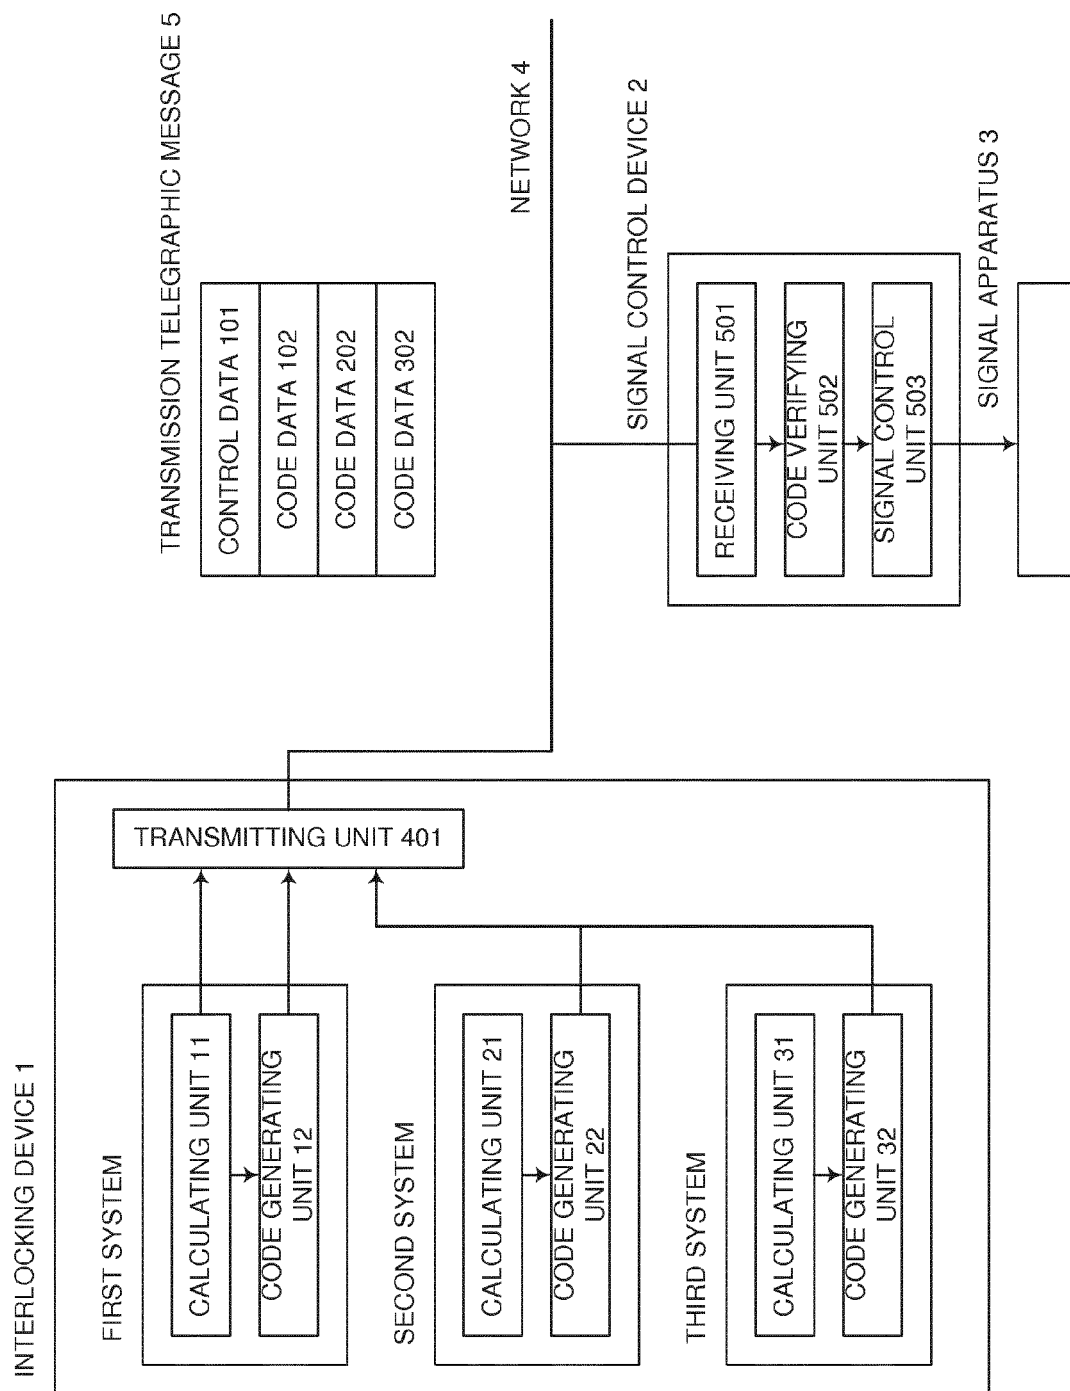 INTERLOCKING DEVICE 1
FIRST SYSTEM
CALCULATING UNIT 11
CODE GENERATING
UNIT 12
SECOND SYSTEM
CALCULATING UNIT 21
CODE GENERATING
UNIT 22
THIRD SYSTEM
CALCULATING UNIT 31
CODE GENERATING
UNIT 32
TRANSMITTING UNIT 401
TRANSMISSION TELEGRAPHIC MESSAGE 5
CONTROL DATA 101
CODE DATA 102
CODE DATA 202
CODE DATA 302
NETWORK 4
SIGNAL CONTROL DEVICE 2
RECEIVING UNIT 501
CODE VERIFYING
UNIT 502
SIGNAL CONTROL
UNIT 503
SIGNAL APPARATUS 3